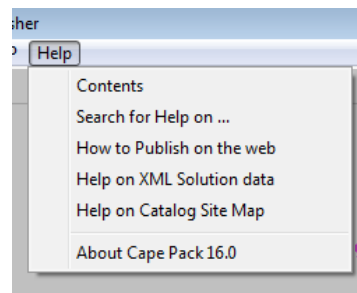 sher
Help
Contents
Search for Help on ...
How to Publish on the web
Help on XML Solution data
Help on Catalog Site Map
About Cape Pack 16.0